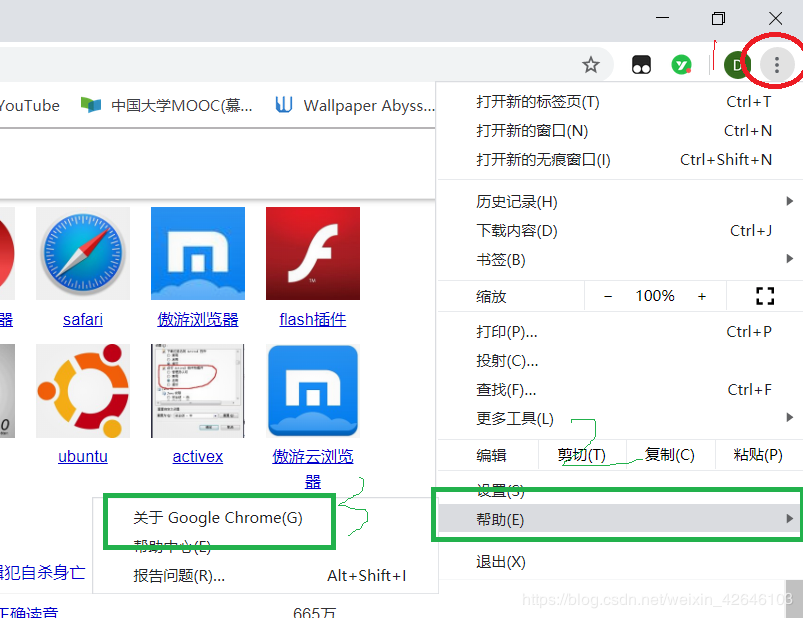 D
YouTube
中国大学MOOC(慕...
Wallpaper Abyss...
打开新的标签页(T) Ctrl+T
打开新的窗口(N) Ctrl+N
打开新的无痕窗口(I) Ctrl+Shift+N
历史记录(H)
下载内容(D) Ctrl+J
书签(B)
缩放 − 100% +
打印(P)... Ctrl+P
投射(C)...
查找(F)... Ctrl+F
更多工具(L)
编辑 剪切(T) 复制(C) 粘贴(P)
设置(S)
帮助(E)
退出(X)
器
safari
傲游浏览器
flash插件
ubuntu
activex
傲游云浏览
器
关于 Google Chrome(G)
帮助中心(E)
报告问题(R)... Alt+Shift+I
犯自杀身亡
正确读音
665万
https://blog.csdn.net/weixin_42646103